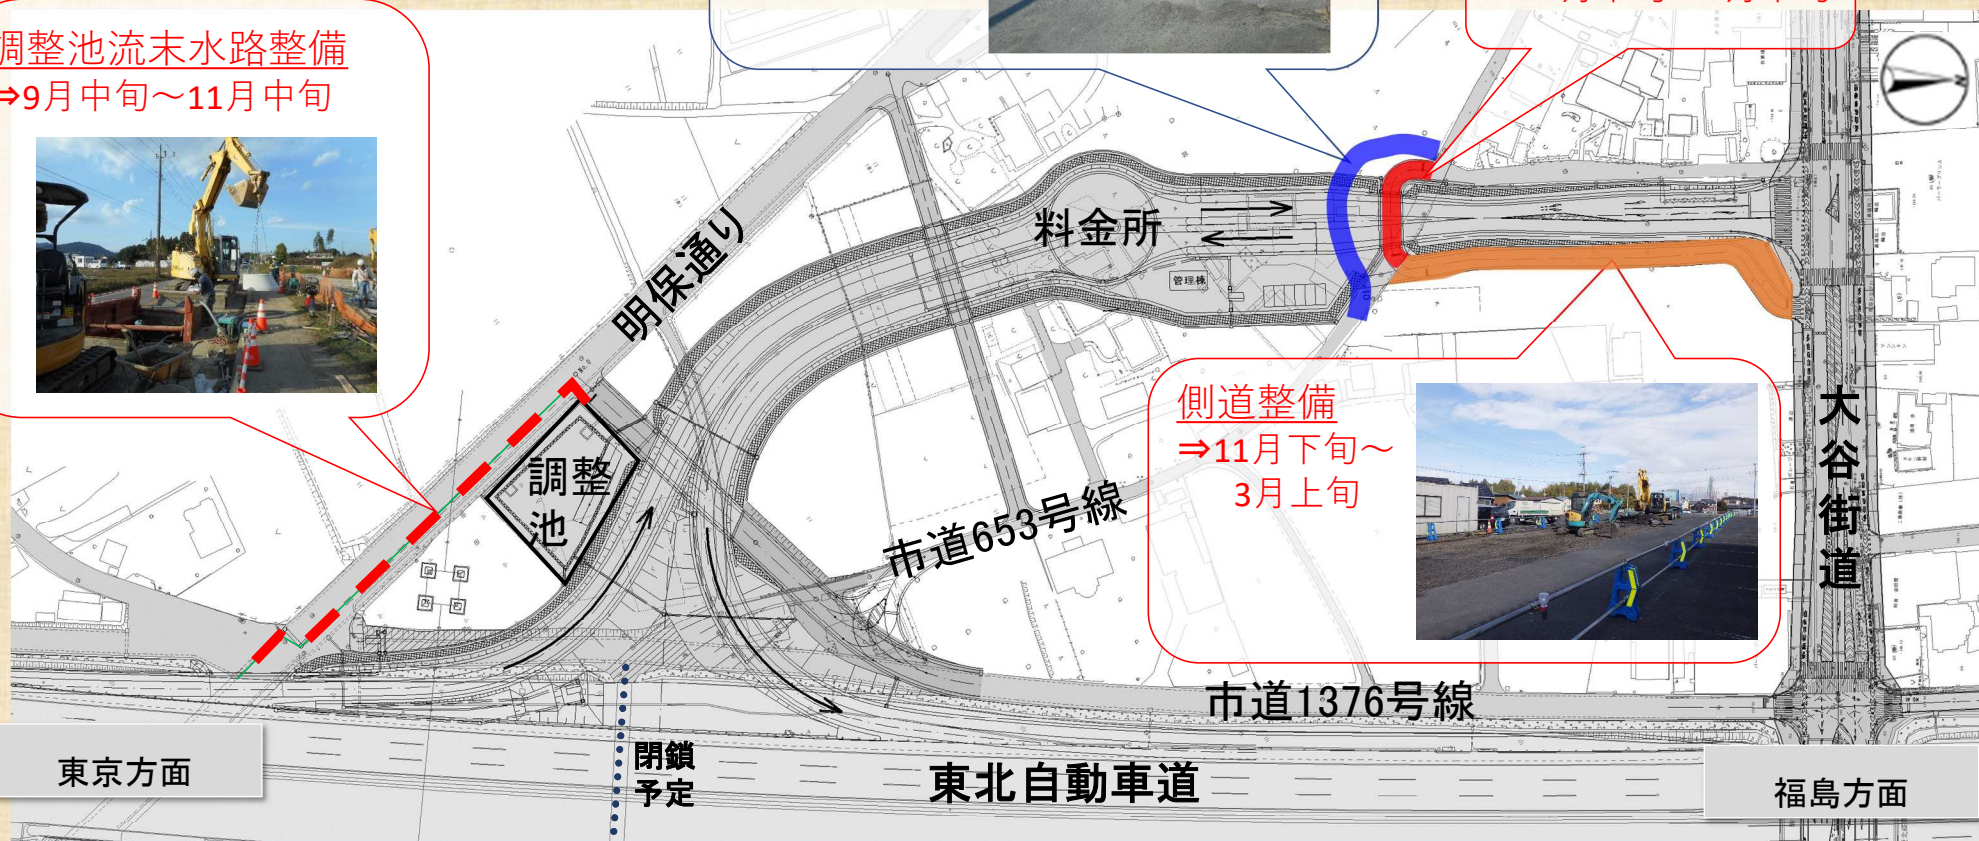 調整池流末水路整備
⇒9月中旬～11月中旬
明保通り
料金所
管理棟
調整
池
市道653号線
側道整備
⇒11月下旬～
3月上旬
大谷街道
市道1376号線
閉鎖
予定
東北自動車道
東京方面
福島方面